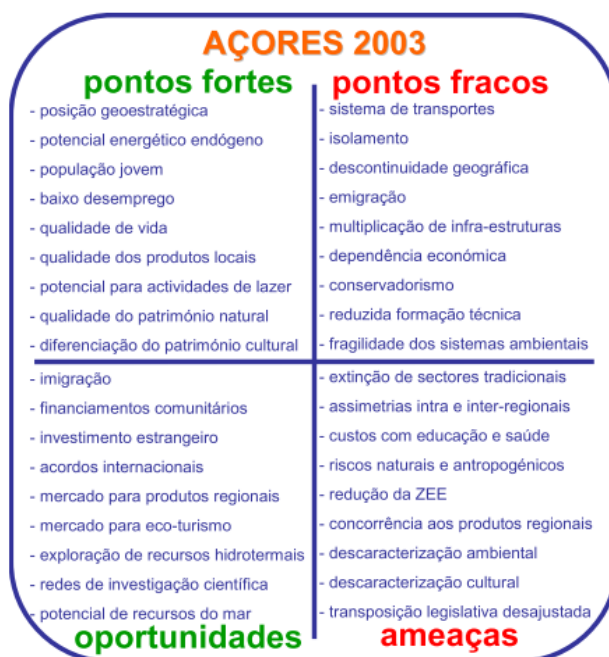 AÇORES 2003
pontos fortes
- posição geoestratégica
- potencial energético endógeno
- população jovem
- baixo desemprego
- qualidade de vida
- qualidade dos produtos locais
- potencial para actividades de lazer
- qualidade do património natural
- diferenciação do património cultural
pontos fracos
- sistema de transportes
- isolamento
- descontinuidade geográfica
- emigração
- multiplicação de infra-estruturas
- dependência económica
- conservadorismo
- reduzida formação técnica
- fragilidade dos sistemas ambientais
- imigração
- financiamentos comunitários
- investimento estrangeiro
- acordos internacionais
- mercado para produtos regionais
- mercado para eco-turismo
- exploração de recursos hidrotermais
- redes de investigação científica
- potencial de recursos do mar
oportunidades
- extinção de sectores tradicionais
- assimetrias intra e inter-regionais
- custos com educação e saúde
- riscos naturais e antropogénicos
- redução da ZEE
- concorrência aos produtos regionais
- descaracterização ambiental
- descaracterização cultural
- transposição legislativa desajustada
ameaças